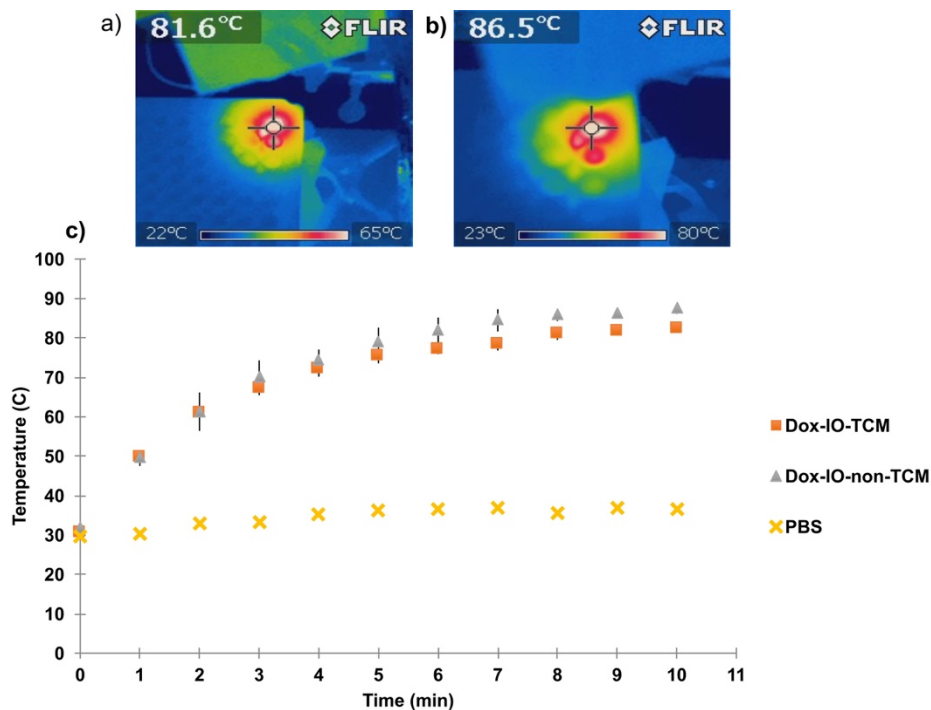 a)
81.6°C
FLIR
22°C
65°C
b)
86.5°C
FLIR
23°C
80°C
c)
100
90
80
70
60
50
40
30
20
10
0
Temperature (C)
0 1 2 3 4 5 6 7 8 9 10 11
Time (min)
Dox-IO-TCM
Dox-IO-non-TCM
PBS